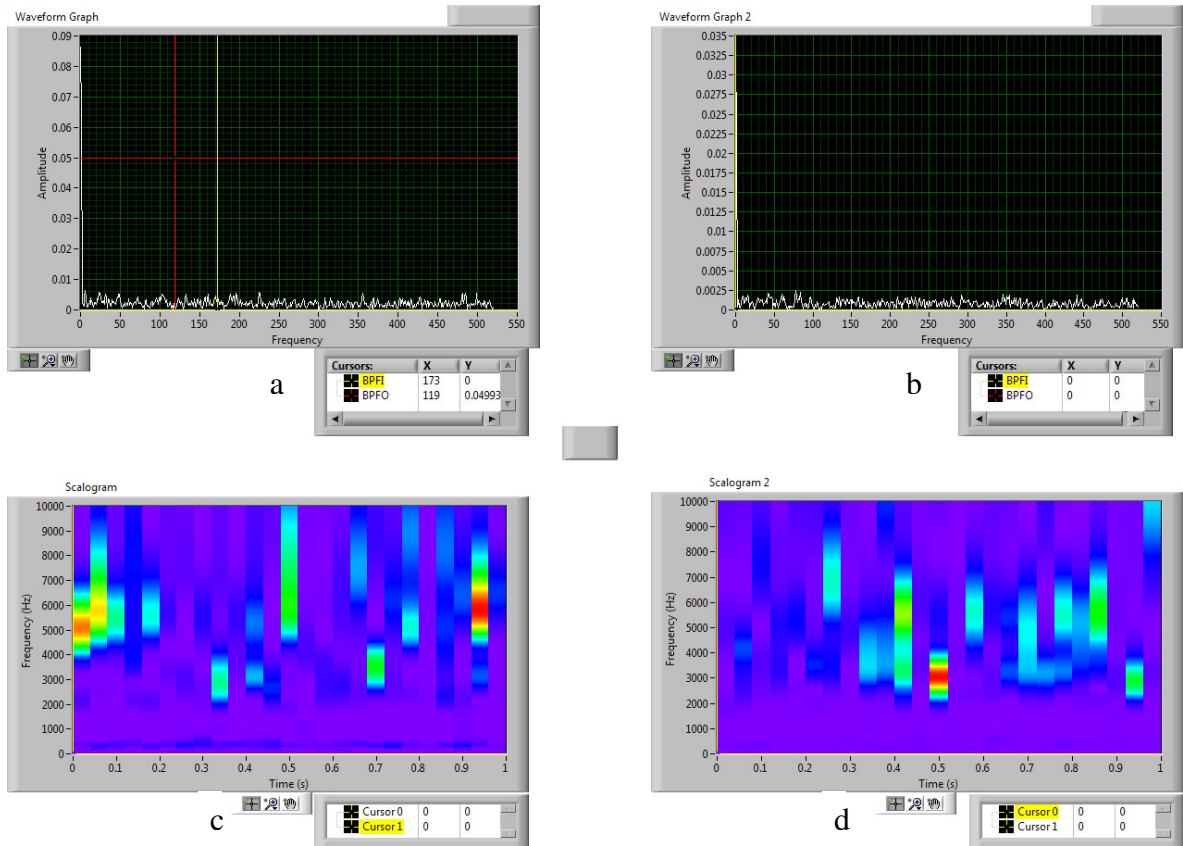 Waveform Graph
0.09
0.08
0.07
0.06
0.05
0.04
0.03
0.02
0.01
0
Amplitude
0 50 100 150 200 250 300 350 400 450 500 550
Frequency
Cursors: X Y
BPFI 173 0
BPFO 119 0.04993
a
Waveform Graph 2
0.035
0.0325
0.03
0.0275
0.025
0.0225
0.02
0.0175
0.015
0.0125
0.01
0.0075
0.005
0.0025
0
Amplitude
0 50 100 150 200 250 300 350 400 450 500 550
Frequency
Cursors: X Y
BPFI 0 0
BPFO 0 0
b
Scalogram
10000
9000
8000
7000
6000
5000
4000
3000
2000
1000
0
Frequency (Hz)
0 0.1 0.2 0.3 0.4 0.5 0.6 0.7 0.8 0.9 1
Time (s)
Cursor 0 0 0
Cursor 1 0 0
c
Scalogram 2
10000
9000
8000
7000
6000
5000
4000
3000
2000
1000
0
Frequency (Hz)
0 0.1 0.2 0.3 0.4 0.5 0.6 0.7 0.8 0.9 1
Time (s)
Cursor 0 0 0
Cursor 1 0 0
d